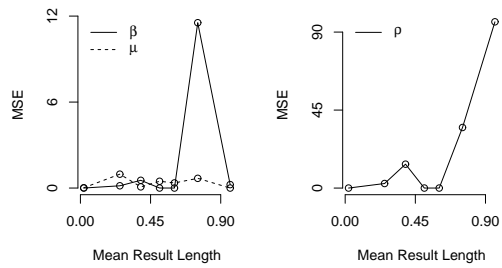 12
6
0
MSE
β
μ
0.00 0.45 0.90
Mean Result Length
90
45
0
MSE
ρ
0.00 0.45 0.90
Mean Result Length